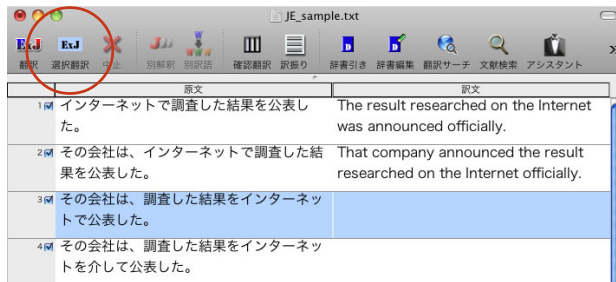 JE_sample.txt
ExJ ExJ
翻訳 選択翻訳 中止 別解釈 別訳語 確認翻訳 訳振り 辞書引き 辞書編集 翻訳サーチ 文献検索 アシスタント
原文 訳文
1 インターネットで調査した結果を公表し The result researched on the Internet
た。 was announced officially.
2 その会社は、インターネットで調査した結 That company announced the result
果を公表した。 researched on the Internet officially.
3 その会社は、調査した結果をインターネッ
トで公表した。
4 その会社は、調査した結果をインターネッ
トを介して公表した。